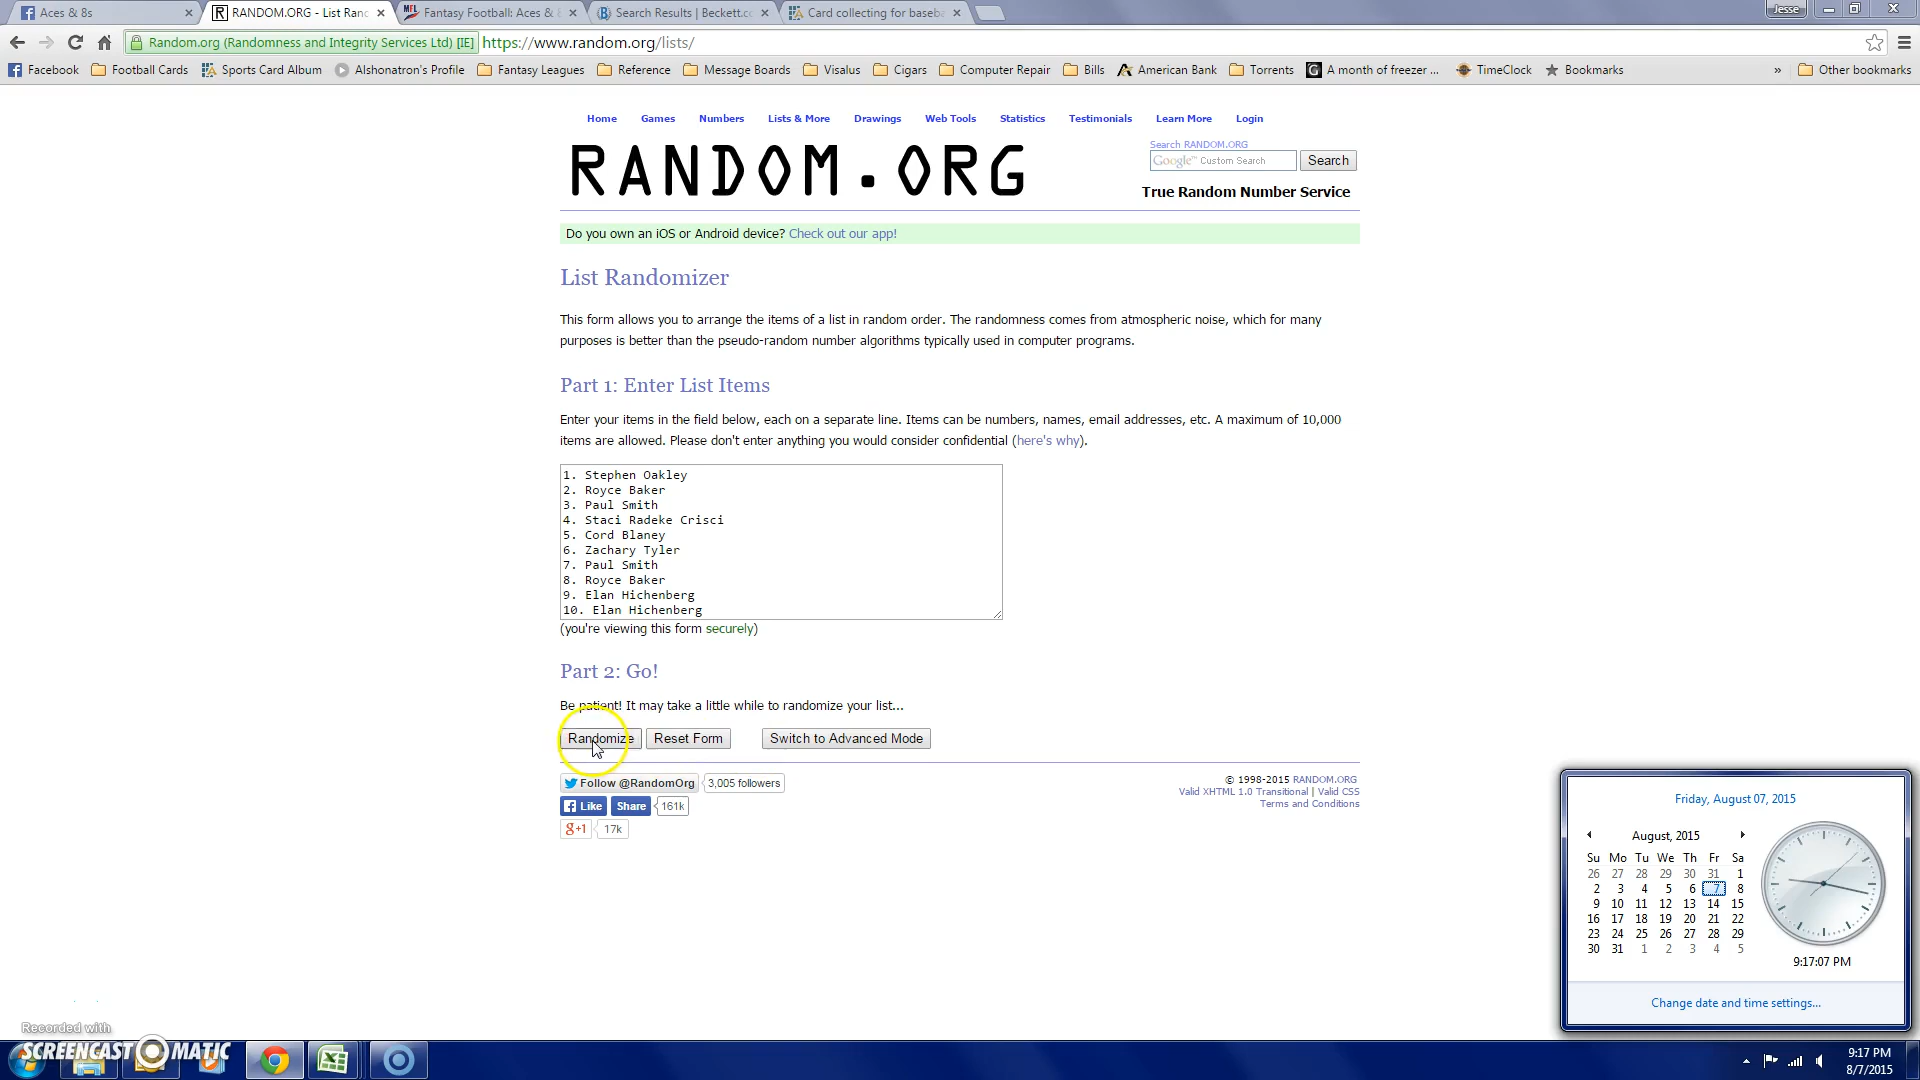 Aces & 8s
RANDOM.ORG - List Ran
Fantasy Football: Aces &
Search Results | Beckett.c
Card collecting for baseba
Jesse
Random.org (Randomness and Integrity Services Ltd) [IE]
https://www.random.org/lists/
Facebook
Football Cards
Sports Card Album
Alshonatron's Profile
Fantasy Leagues
Reference
Message Boards
Visalus
Cigars
Computer Repair
Bills
American Bank
Torrents
A month of freezer ...
TimeClock
Bookmarks
»
Other bookmarks
Home
Games
Numbers
Lists & More
Drawings
Web Tools
Statistics
Testimonials
Learn More
Login
RANDOM.ORG
Search RANDOM.ORG
Google™ Custom Search
Search
True Random Number Service
Do you own an iOS or Android device? Check out our app!
List Randomizer
This form allows you to arrange the items of a list in random order. The randomness comes from atmospheric noise, which for many
purposes is better than the pseudo-random number algorithms typically used in computer programs.
Part 1: Enter List Items
Enter your items in the field below, each on a separate line. Items can be numbers, names, email addresses, etc. A maximum of 10,000
items are allowed. Please don't enter anything you would consider confidential (here's why).
1. Stephen Oakley
2. Royce Baker
3. Paul Smith
4. Staci Radeke Crisci
5. Cord Blaney
6. Zachary Tyler
7. Paul Smith
8. Royce Baker
9. Elan Hichenberg
10. Elan Hichenberg
(you're viewing this form securely)
Part 2: Go!
Be patient! It may take a little while to randomize your list...
Randomize
Reset Form
Switch to Advanced Mode
Follow @RandomOrg
3,005 followers
Like
Share
161k
g+1
17k
© 1998-2015 RANDOM.ORG
Valid XHTML 1.0 Transitional | Valid CSS
Terms and Conditions
Friday, August 07, 2015
August, 2015
Su Mo Tu We Th Fr Sa
26 27 28 29 30 31 1
2 3 4 5 6 7 8
9 10 11 12 13 14 15
16 17 18 19 20 21 22
23 24 25 26 27 28 29
30 31 1 2 3 4 5
9:17:07 PM
Change date and time settings...
Recorded with
SCREENCAST MATIC
9:17 PM
8/7/2015